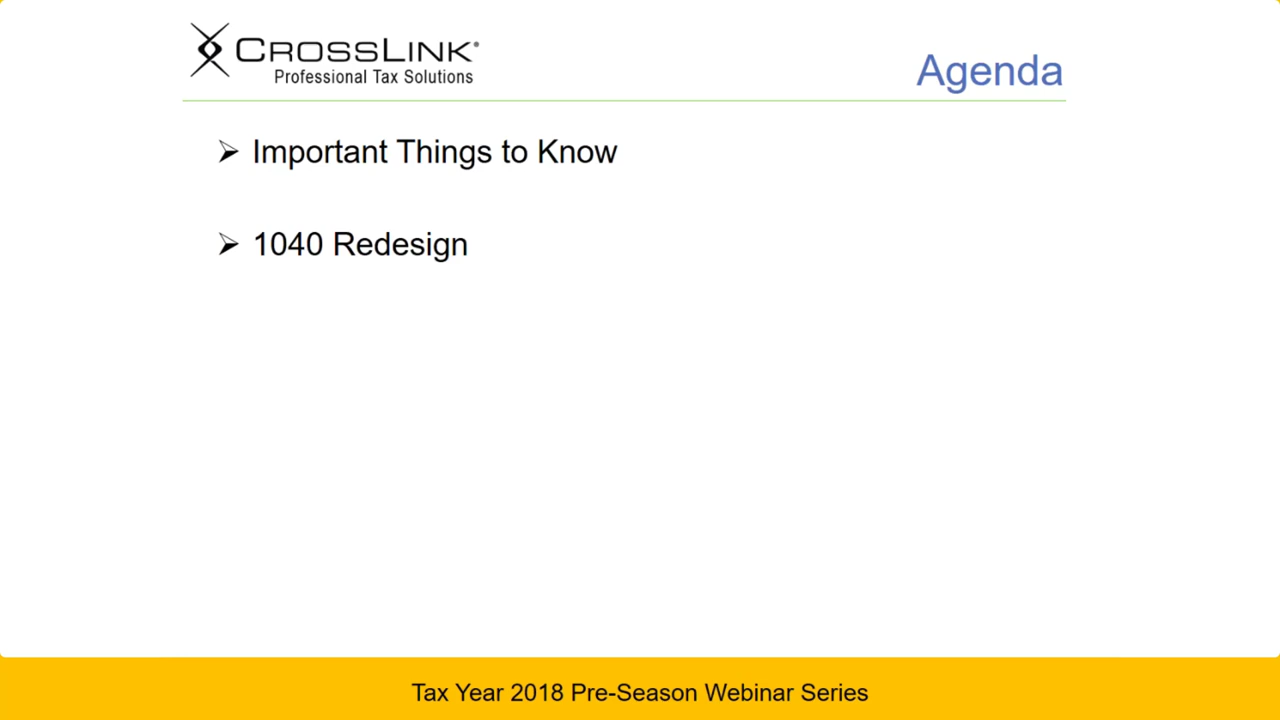 CROSSLINK®
Professional Tax Solutions
Agenda
Important Things to Know
1040 Redesign
Tax Year 2018 Pre-Season Webinar Series